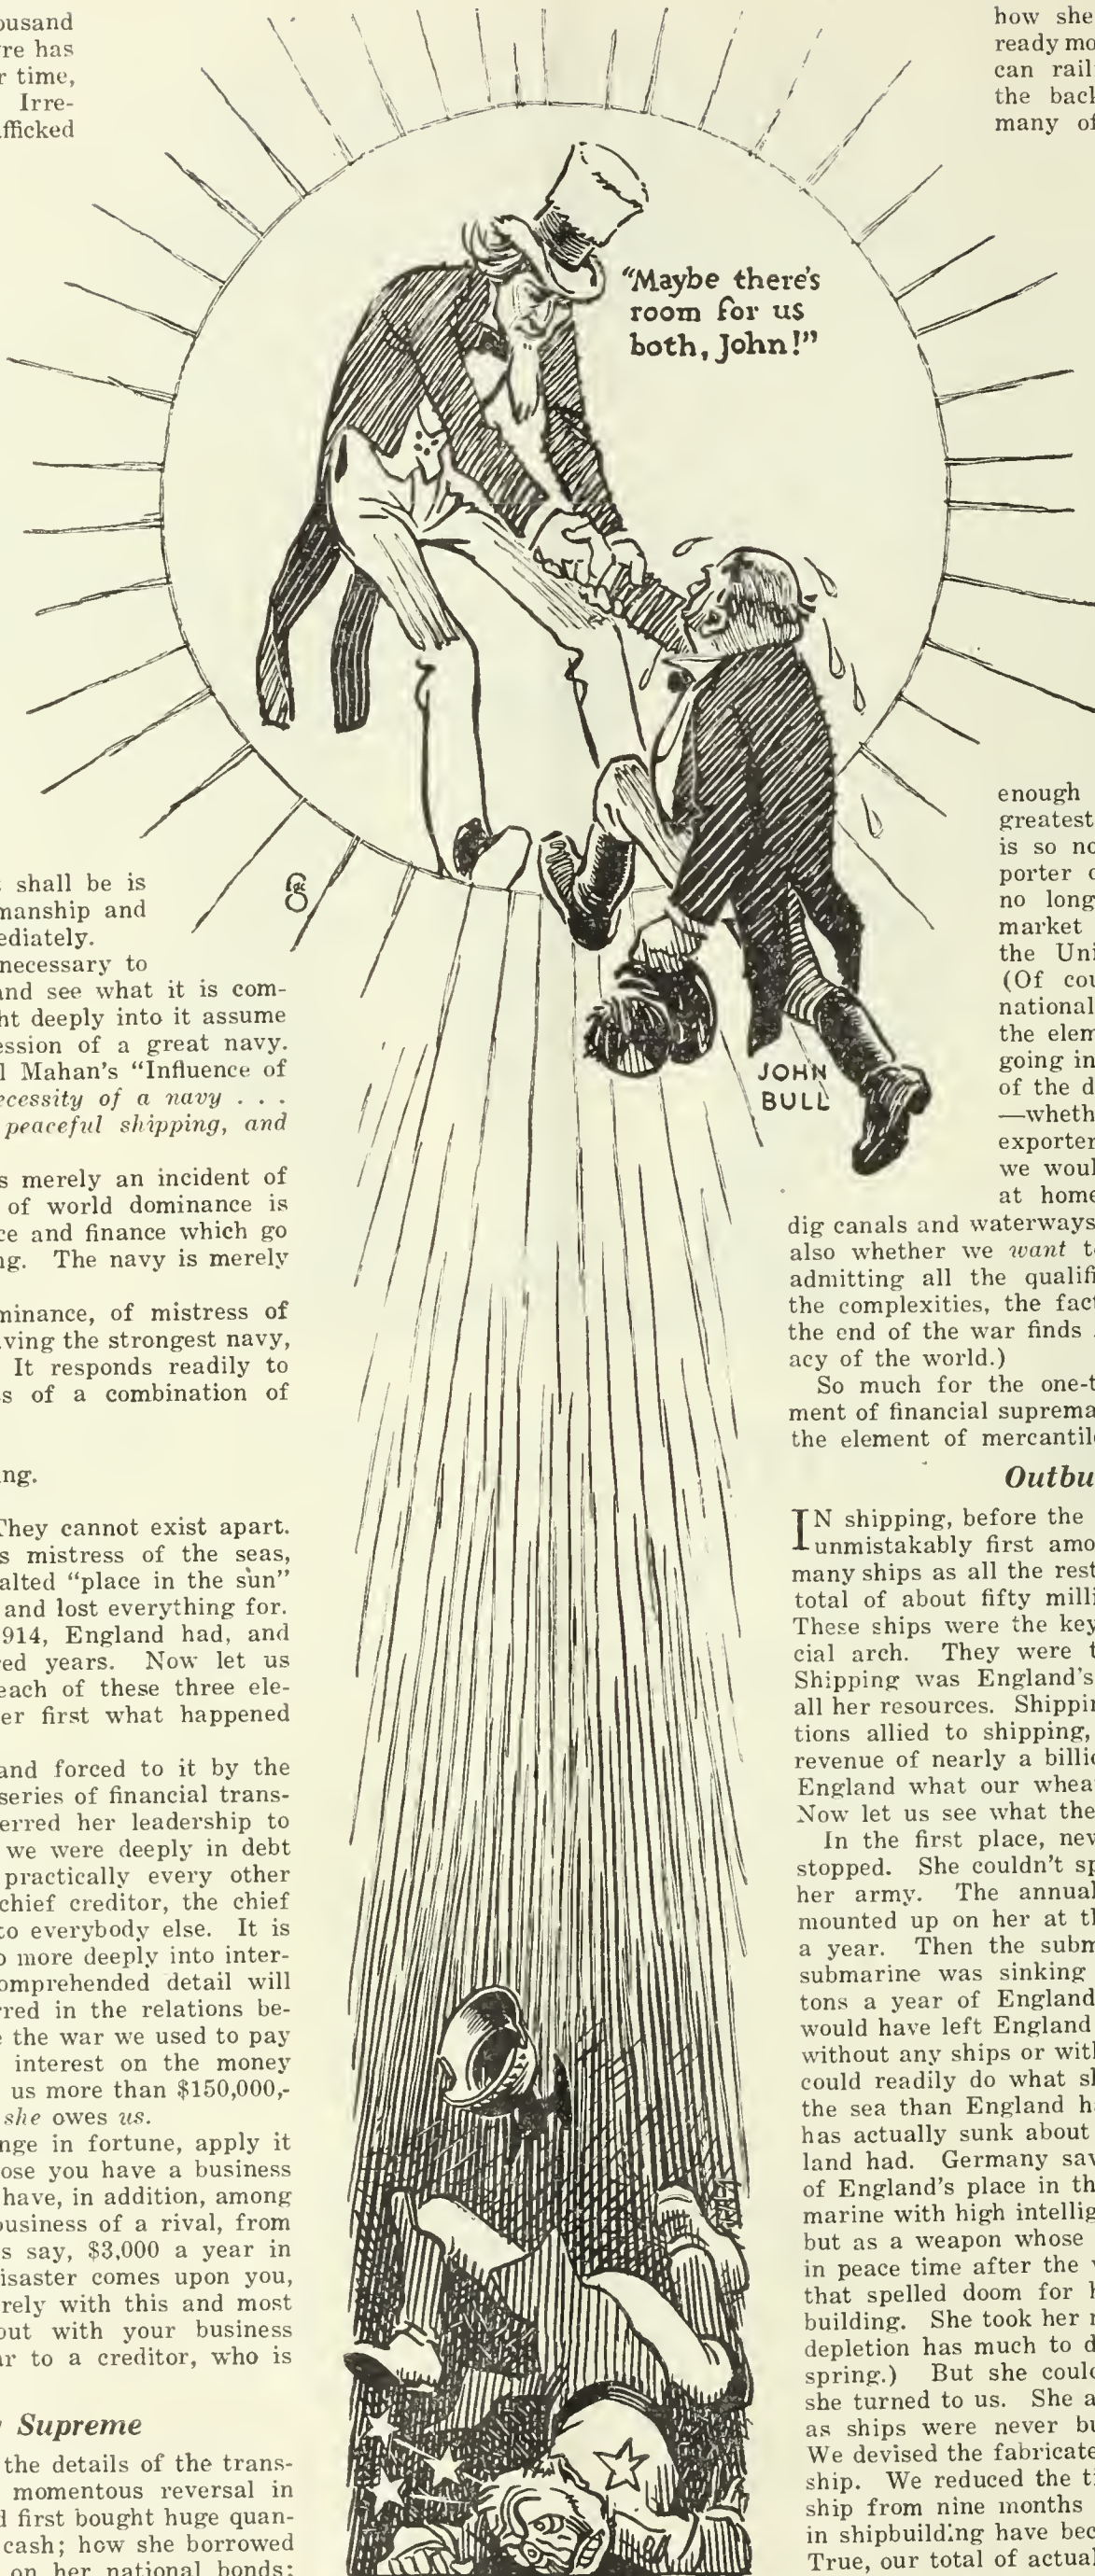 ousand
re has
r time,
Irre-
fficked
shall be is
manship and
ediately.
necessary to
and see what it is com-
ht deeply into it assume
ession of a great navy.
l Mahan's "Influence of
ecessity of a navy . . .
peaceful shipping, and
s merely an incident of
of world dominance is
ce and finance which go
ng. The navy is merely
minance, of mistress of
ving the strongest navy,
It responds readily to
s of a combination of
ng.
They cannot exist apart.
s mistress of the seas,
alted "place in the sun"
and lost everything for.
914, England had, and
ed years. Now let us
each of these three ele-
er first what happened
and forced to it by the
series of financial trans-
erred her leadership to
we were deeply in debt
practically every other
chief creditor, the chief
to everybody else. It is
o more deeply into inter-
omprehended detail will
rred in the relations be-
e the war we used to pay
interest on the money
us more than $150,000,-
she owes us.
nge in fortune, apply it
ose you have a business
have, in addition, among
business of a rival, from
s say, $3,000 a year in
isaster comes upon you,
rely with this and most
out with your business
ar to a creditor, who is
y Supreme
the details of the trans-
momentous reversal in
d first bought huge quan-
cash; how she borrowed
on her national bonds;
"Maybe there's
room for us
both, John!"
JOHN
BULL
how she
ready mo
can rail
the back
many of
enough
greatest
is so no
porter o
no long
market
the Uni
(Of cou
national
the elem
going in
of the d
—wheth
exporter
we woul
at home
dig canals and waterways
also whether we want t
admitting all the qualifi
the complexities, the fact
the end of the war finds
acy of the world.)
So much for the one-t
ment of financial suprema
the element of mercantil
Outbu
IN shipping, before the
unmistakably first amo
many ships as all the rest
total of about fifty milli
These ships were the key
cial arch. They were t
Shipping was England's
all her resources. Shippin
tions allied to shipping,
revenue of nearly a billio
England what our whea
Now let us see what the
In the first place, nev
stopped. She couldn't sp
her army. The annual
mounted up on her at th
a year. Then the subm
submarine was sinking
tons a year of England
would have left England
without any ships or with
could readily do what sh
the sea than England ha
has actually sunk about
land had. Germany sav
of England's place in th
marine with high intellig
but as a weapon whose
in peace time after the
that spelled doom for h
building. She took her r
depletion has much to d
spring.) But she could
she turned to us. She a
as ships were never bu
We devised the fabricate
ship. We reduced the ti
ship from nine months
in shipbuilding have bec
True, our total of actual